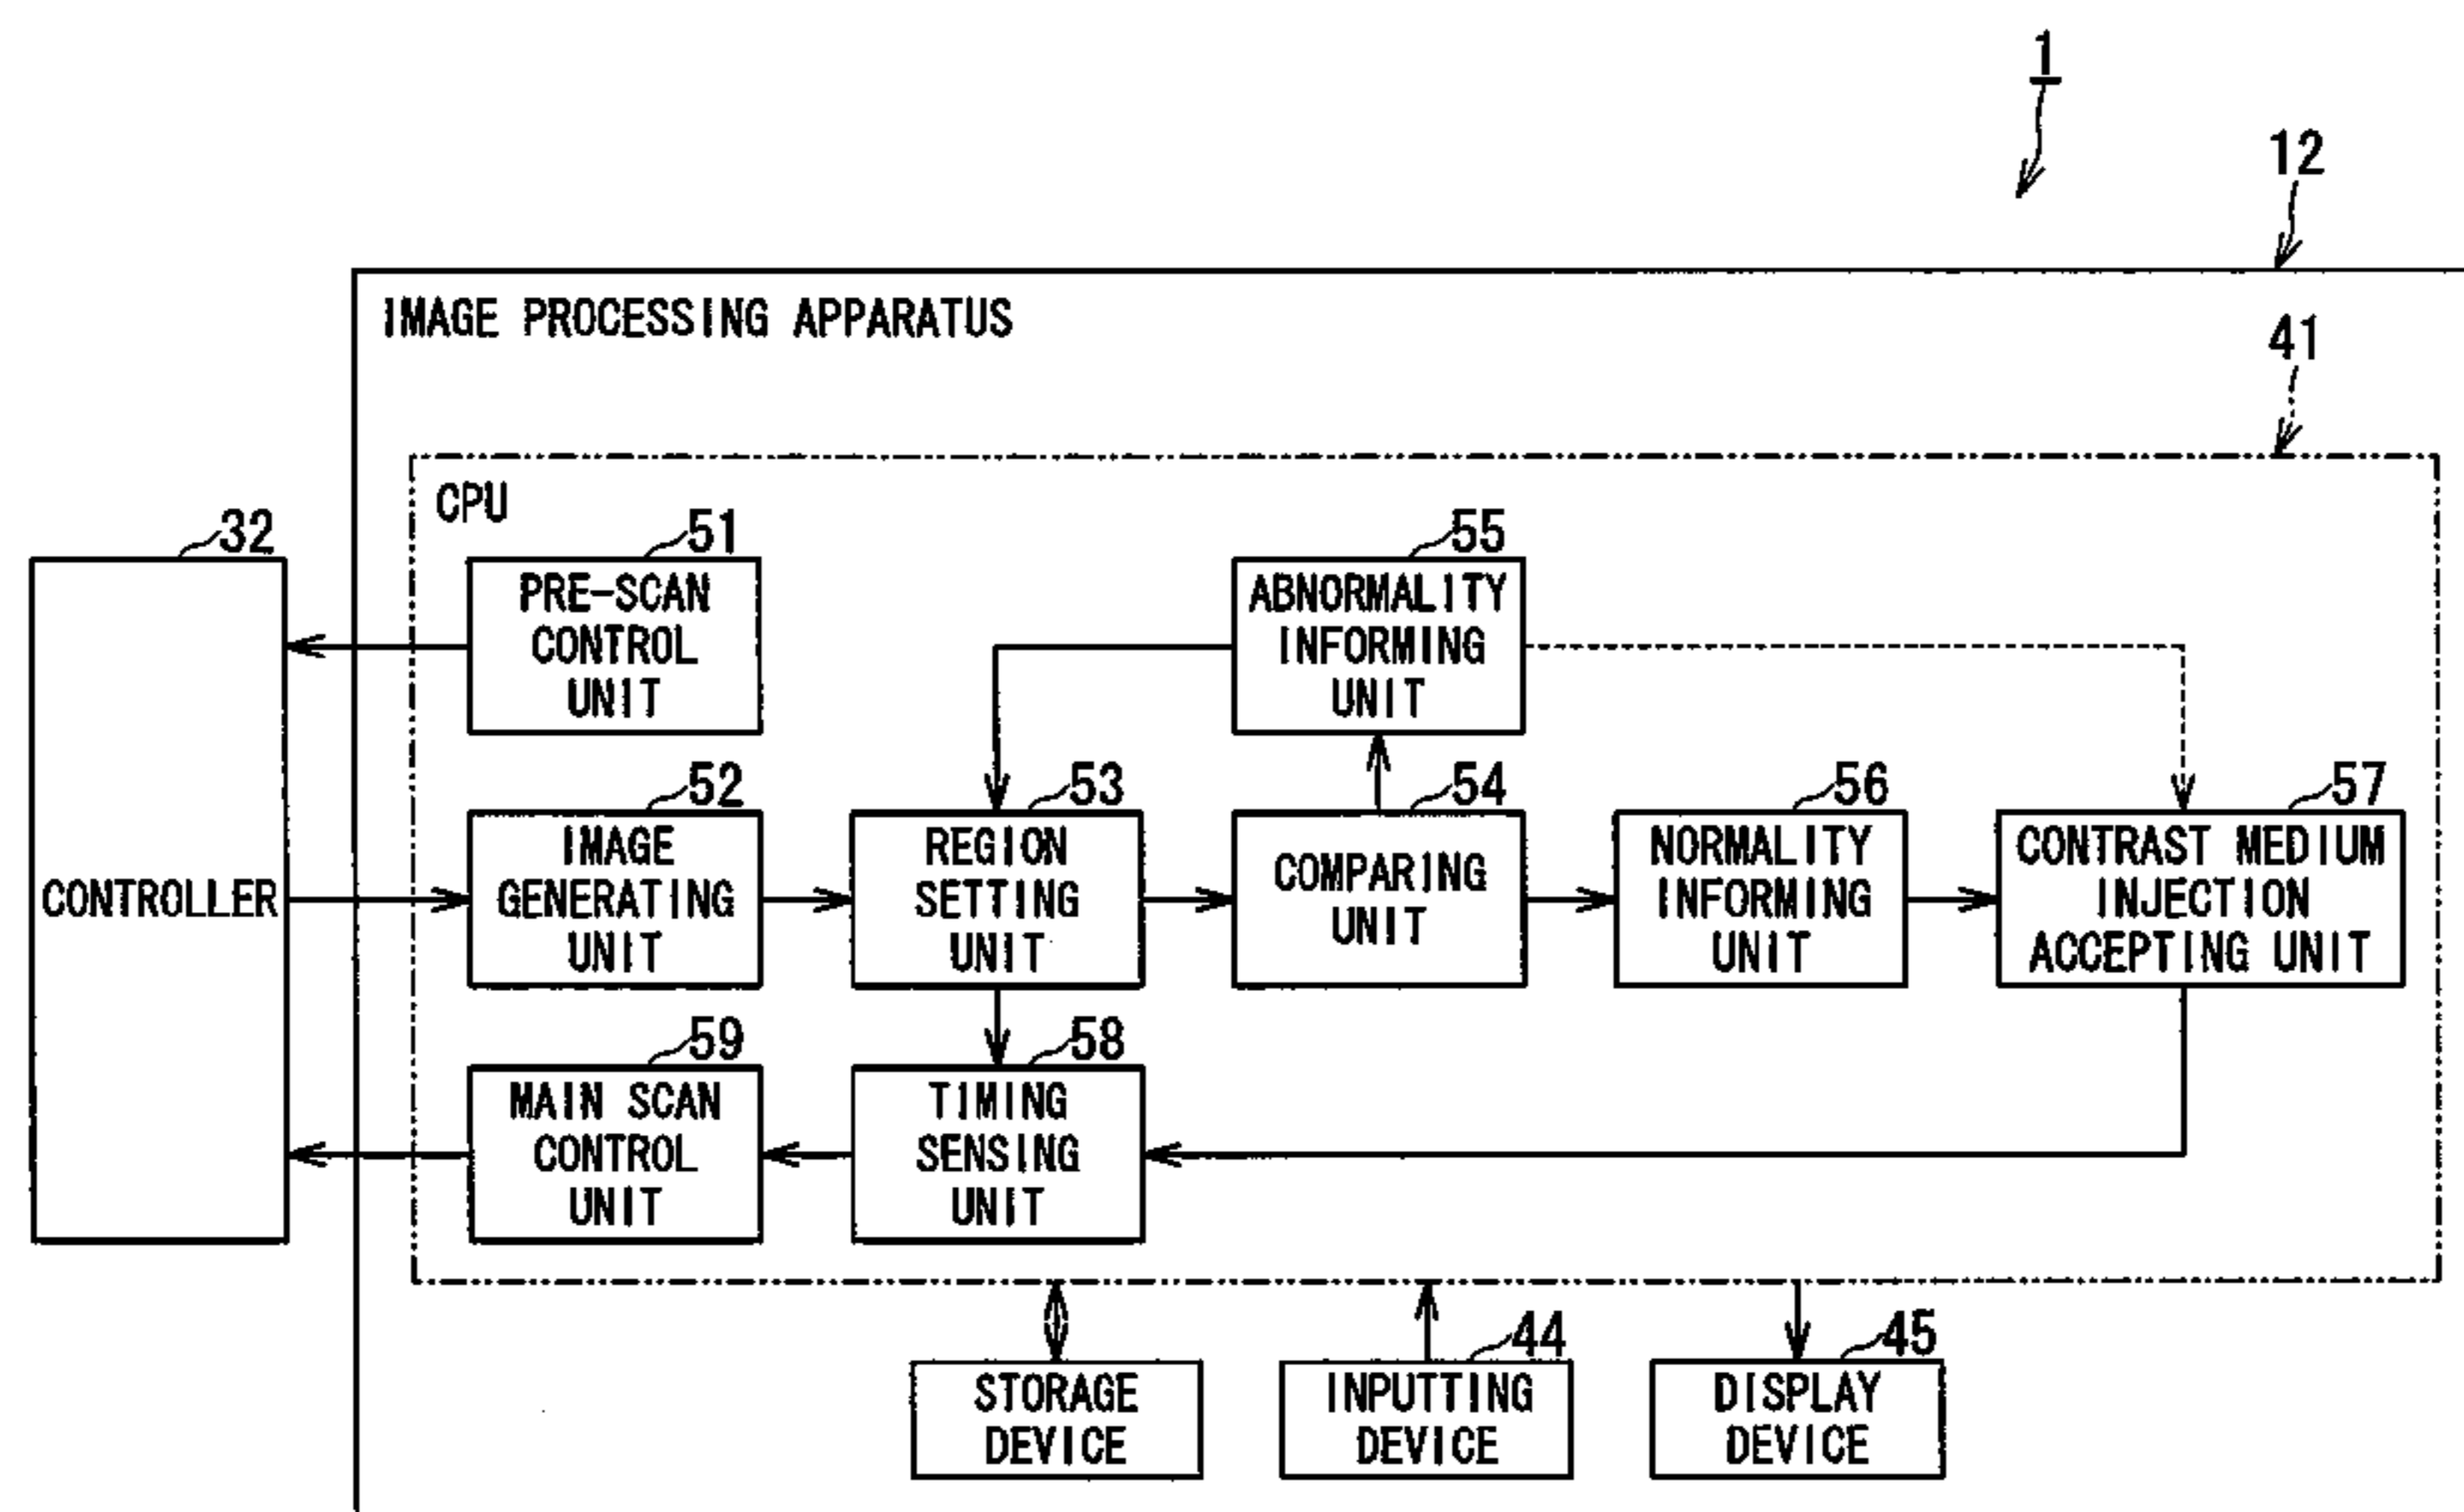 1
12
IMAGE PROCESSING APPARATUS
41
CPU
32
CONTROLLER
51
PRE-SCAN
CONTROL
UNIT
55
ABNORMALITY
INFORMING
UNIT
52
IMAGE
GENERATING
UNIT
53
REGION
SETTING
UNIT
54
COMPARING
UNIT
56
NORMALITY
INFORMING
UNIT
57
CONTRAST MEDIUM
INJECTION
ACCEPTING UNIT
59
MAIN SCAN
CONTROL
UNIT
58
TIMING
SENSING
UNIT
STORAGE
DEVICE
44
INPUTTING
DEVICE
45
DISPLAY
DEVICE